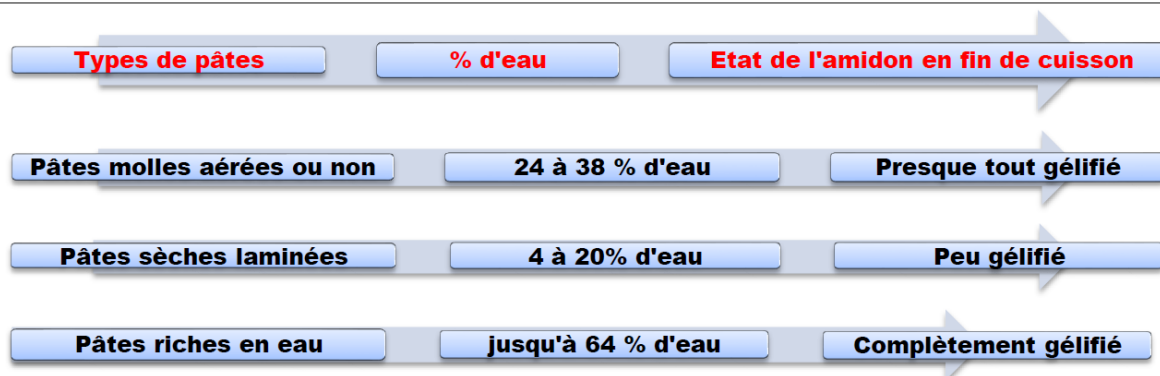 Types de pâtes % d'eau Etat de l'amidon en fin de cuisson
Pâtes molles aérées ou non 24 à 38 % d'eau Presque tout gélifié
Pâtes sèches laminées 4 à 20% d'eau Peu gélifié
Pâtes riches en eau jusqu'à 64 % d'eau Complètement gélifié